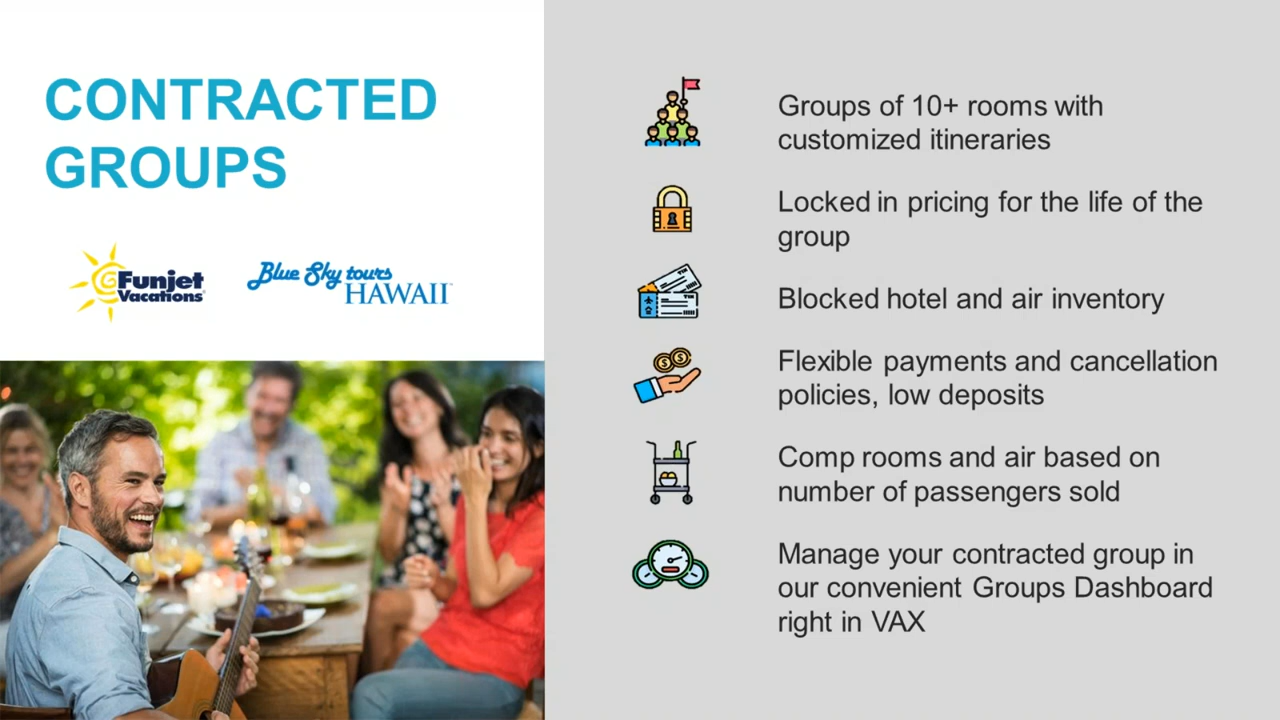 CONTRACTED
GROUPS
Funjet
Vacations
Blue Sky tours
HAWAII
Groups of 10+ rooms with
customized itineraries
Locked in pricing for the life of the
group
Blocked hotel and air inventory
Flexible payments and cancellation
policies, low deposits
Comp rooms and air based on
number of passengers sold
Manage your contracted group in
our convenient Groups Dashboard
right in VAX